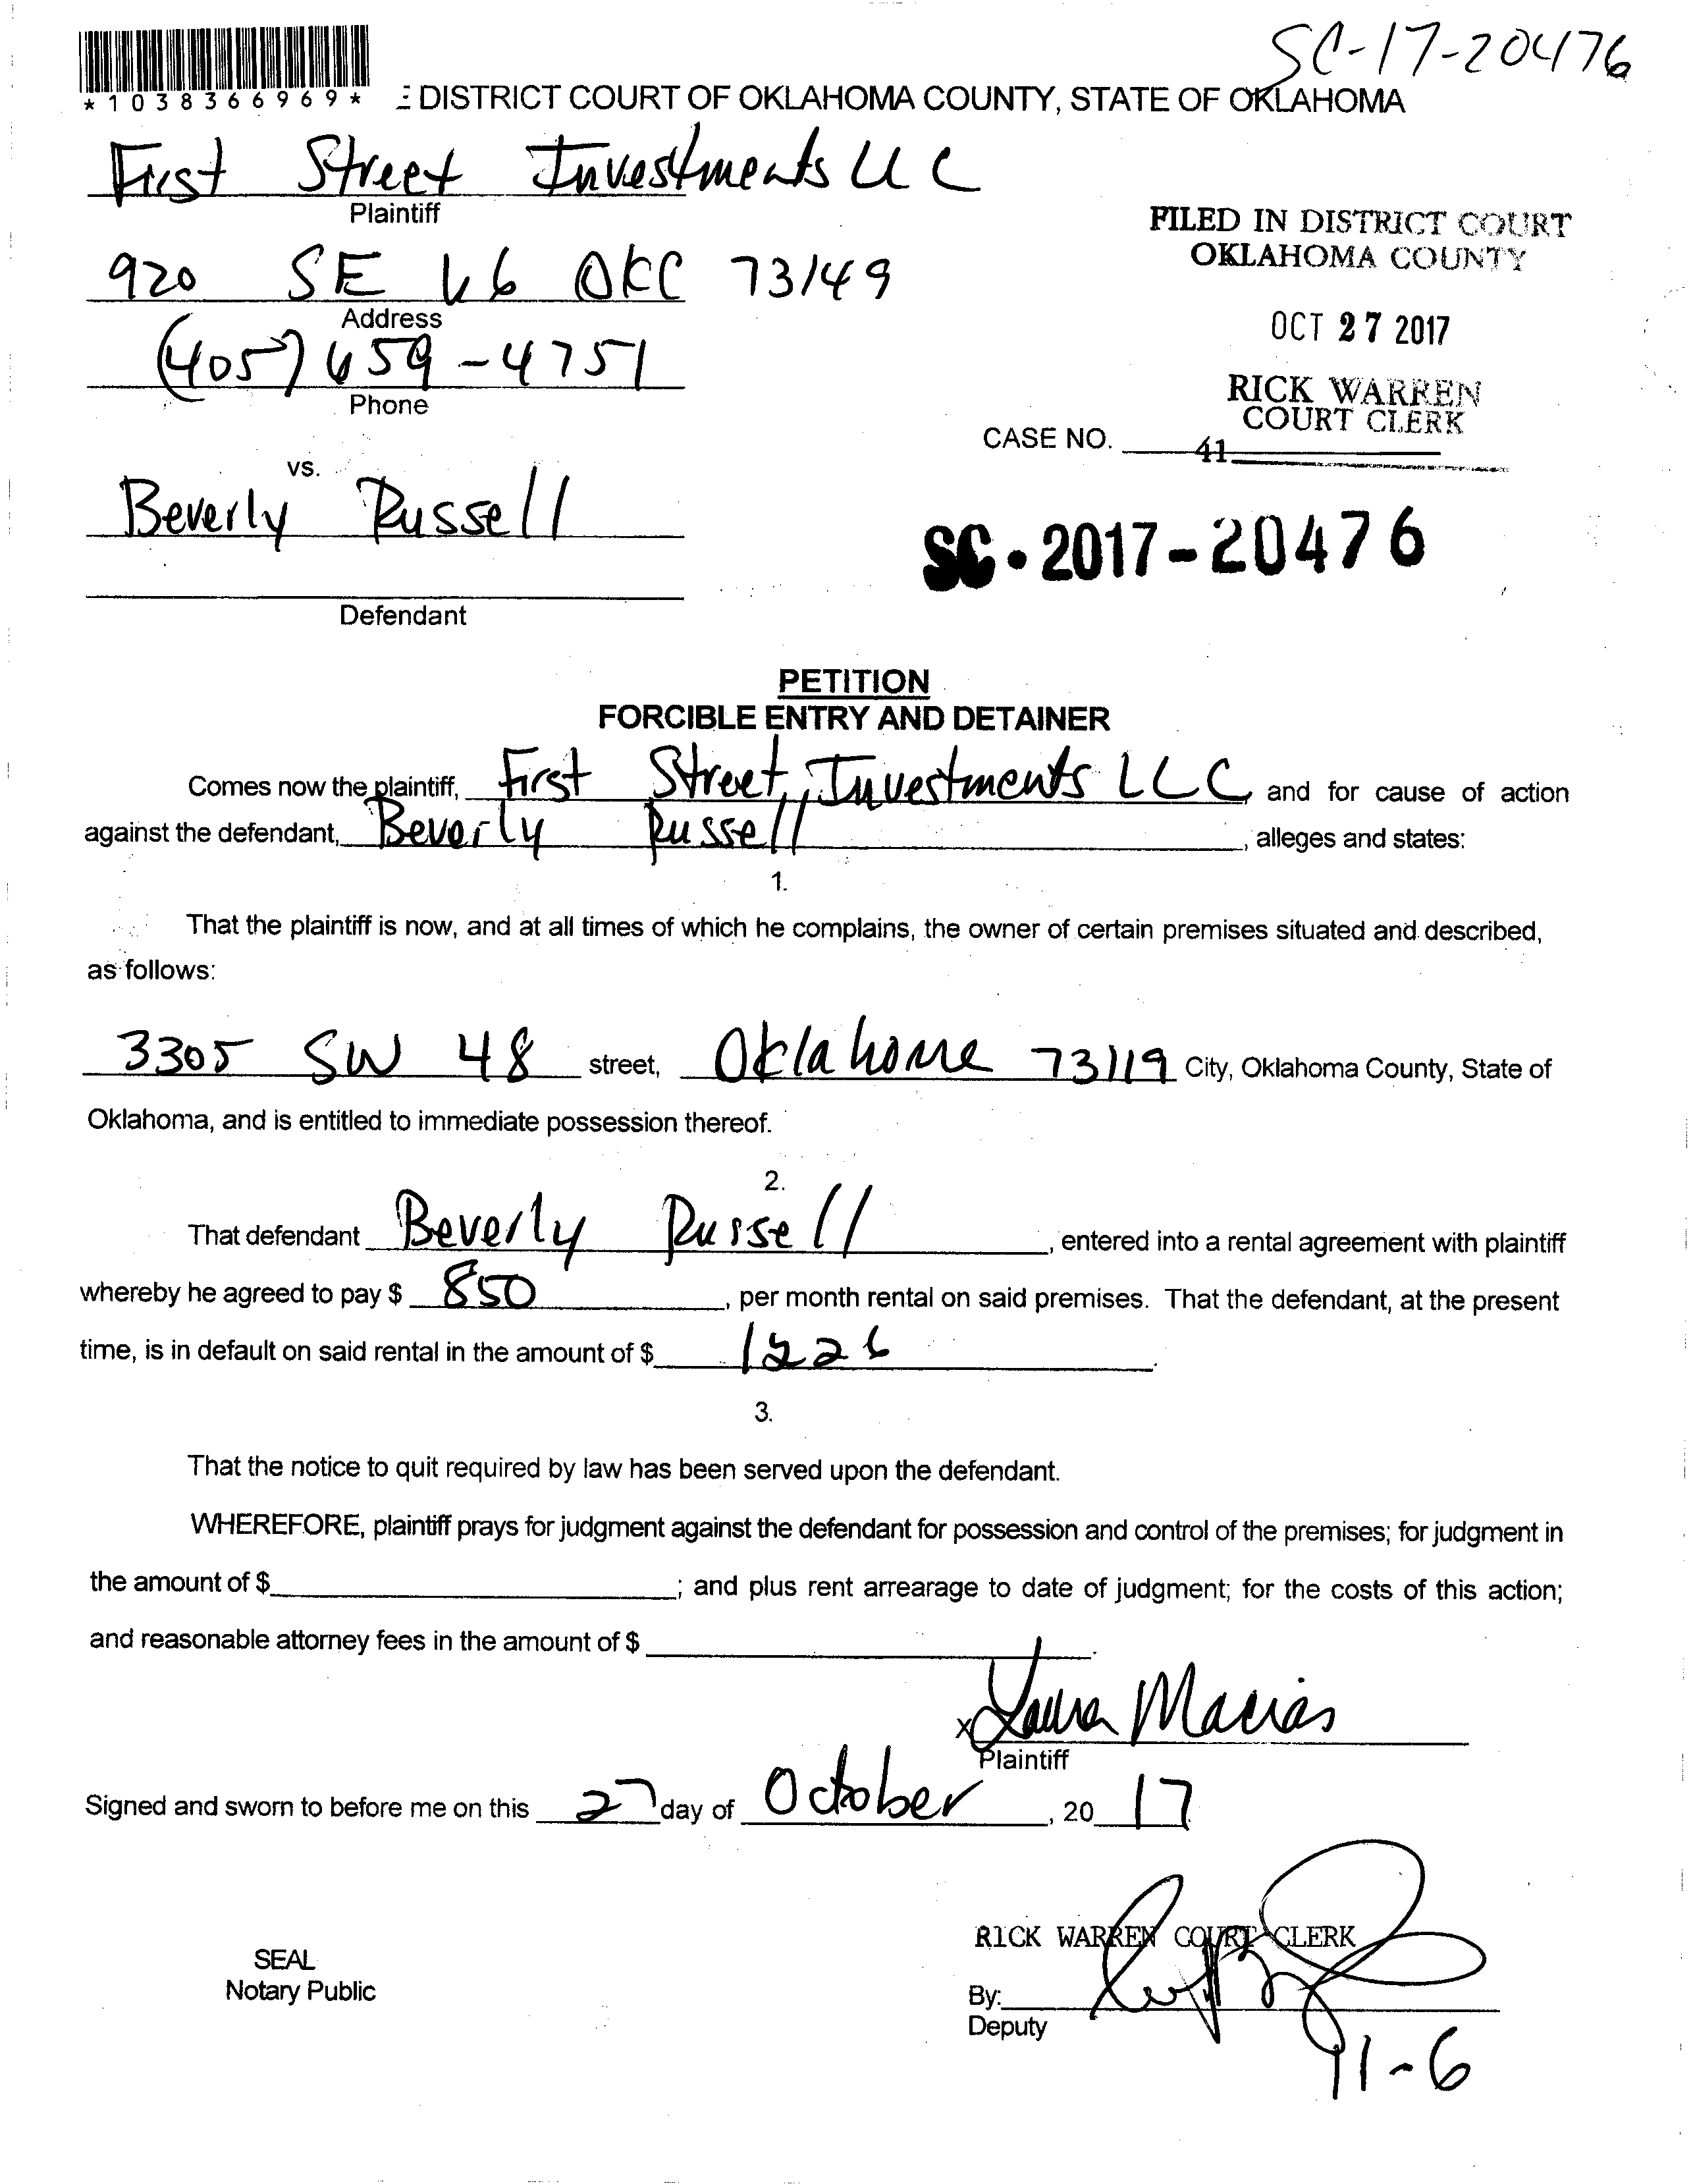 SC-17-20476
*1038366969*
E DISTRICT COURT OF OKLAHOMA COUNTY, STATE OF OKLAHOMA
First Street Investments LLC
Plaintiff
FILED IN DISTRICT COURT
OKLAHOMA COUNTY
920 SE 66 OKC 73149
Address
OCT 27 2017
(405) 659-4751
Phone
RICK WARREN
COURT CLERK
CASE NO. 41
vs.
Beverly Russell
SC-2017-20476
Defendant
PETITION
FORCIBLE ENTRY AND DETAINER
Comes now the plaintiff, First Street, Investments LLC, and for cause of action
against the defendant, Beverly Russell, alleges and states:
1.
That the plaintiff is now, and at all times of which he complains, the owner of certain premises situated and described,
as follows:
3305 SW 48 street, Oklahome 73119 City, Oklahoma County, State of
Oklahoma, and is entitled to immediate possession thereof.
2.
That defendant Beverly Russell, entered into a rental agreement with plaintiff
whereby he agreed to pay $ 850, per month rental on said premises. That the defendant, at the present
time, is in default on said rental in the amount of $ .
3.
That the notice to quit required by law has been served upon the defendant.
WHEREFORE, plaintiff prays for judgment against the defendant for possession and control of the premises; for judgment in
the amount of $ ; and plus rent arrearage to date of judgment; for the costs of this action;
and reasonable attorney fees in the amount of $ .
x Laura Macias
Plaintiff
Signed and sworn to before me on this 27 day of October, 20 17
RICK WARREN COURT CLERK
SEAL
Notary Public
By:
Deputy
11-6